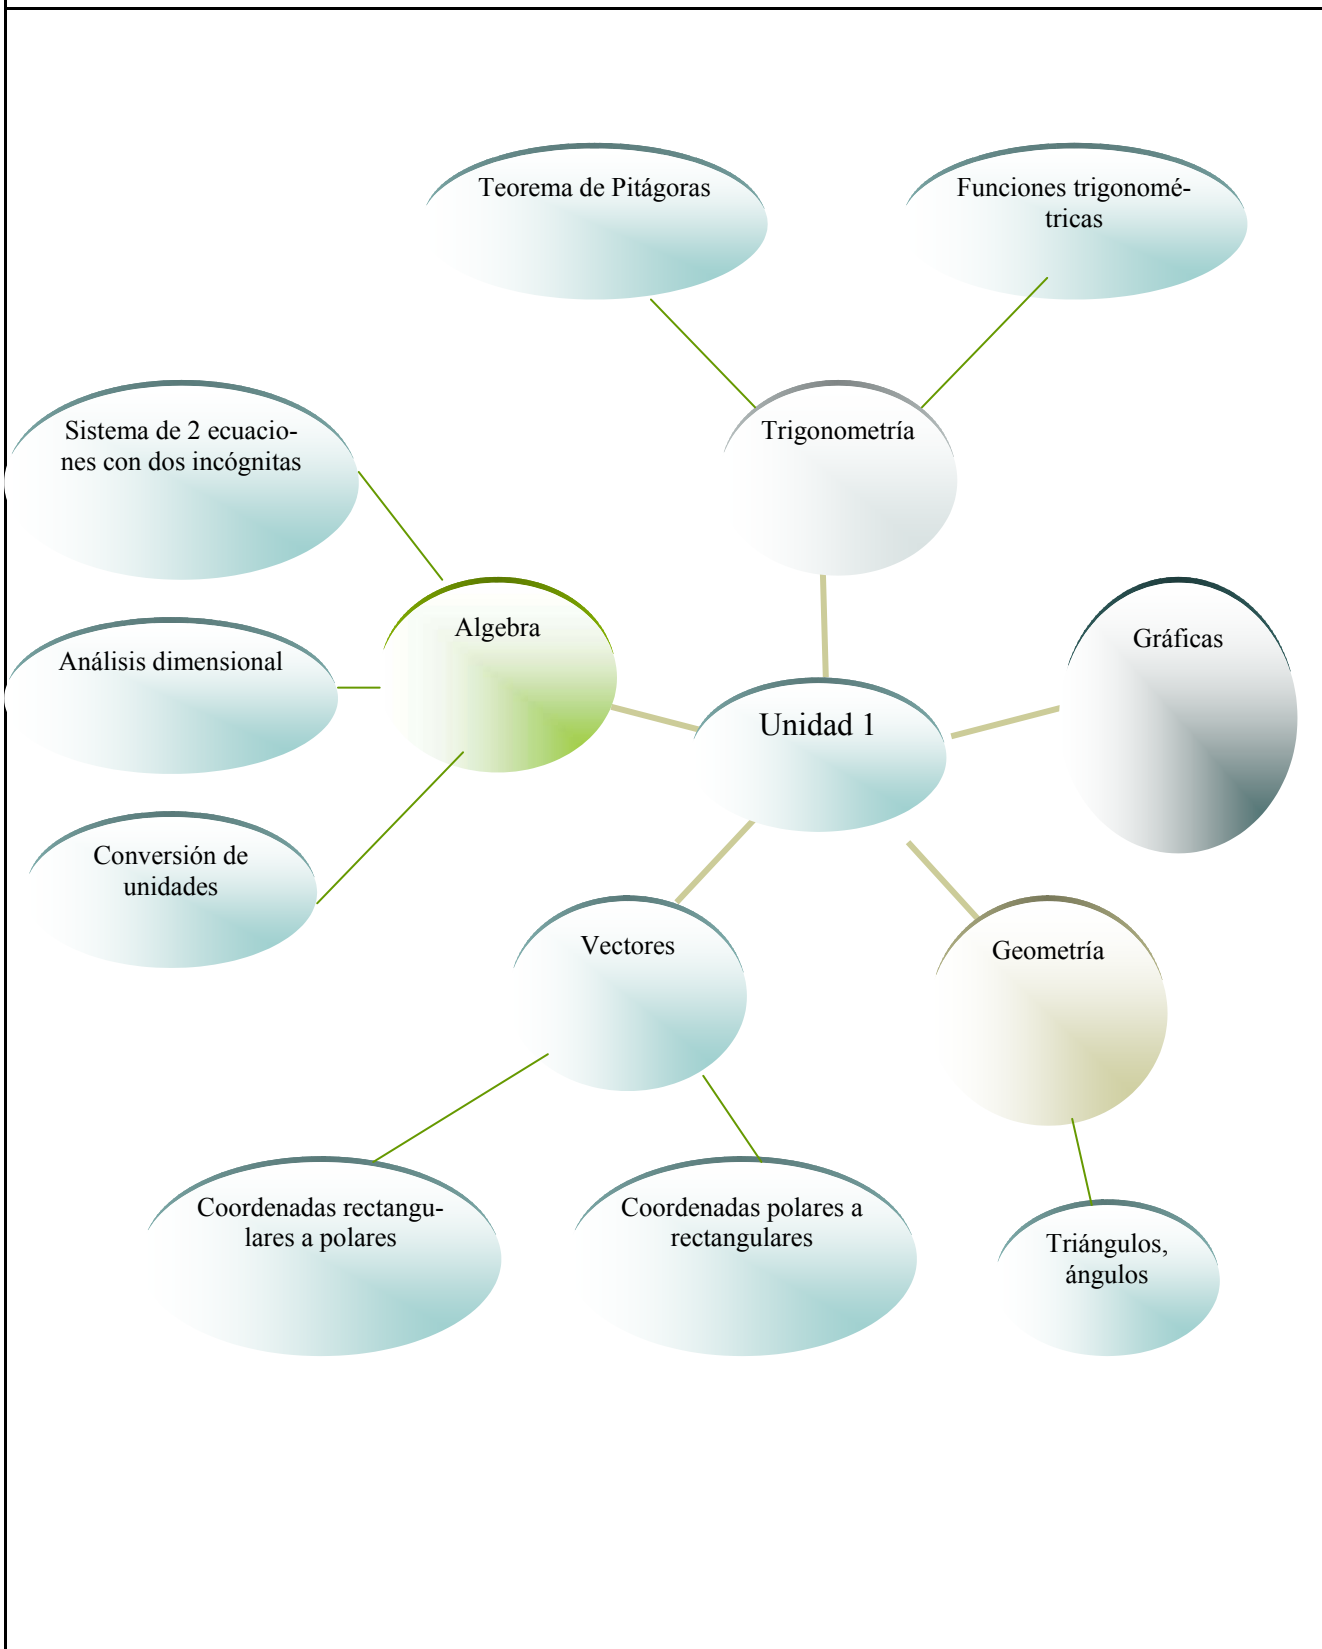 Teorema de Pitágoras
Funciones trigonomé-
tricas
Sistema de 2 ecuacio-
nes con dos incógnitas
Trigonometría
Algebra
Gráficas
Análisis dimensional
Unidad 1
Conversión de
unidades
Vectores
Geometría
Coordenadas rectangu-
lares a polares
Coordenadas polares a
rectangulares
Triángulos,
ángulos